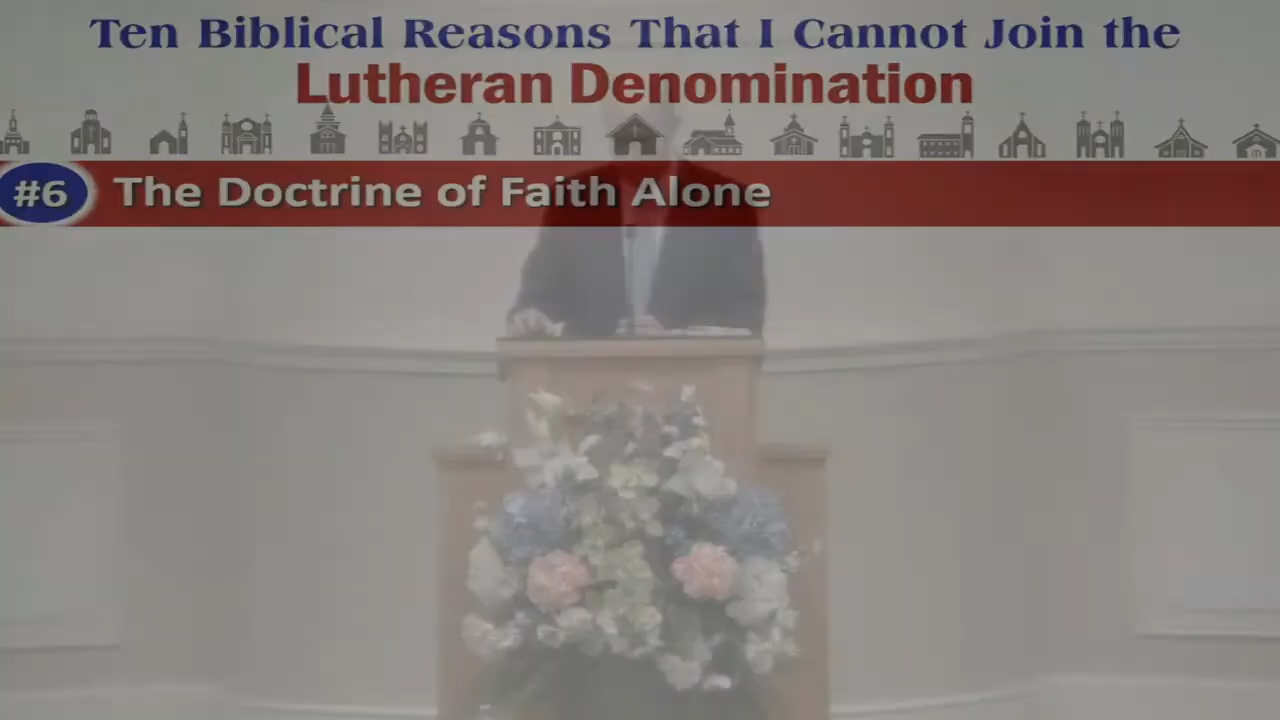 Ten Biblical Reasons That I Cannot Join the
Lutheran Denomination
#6 The Doctrine of Faith Alone